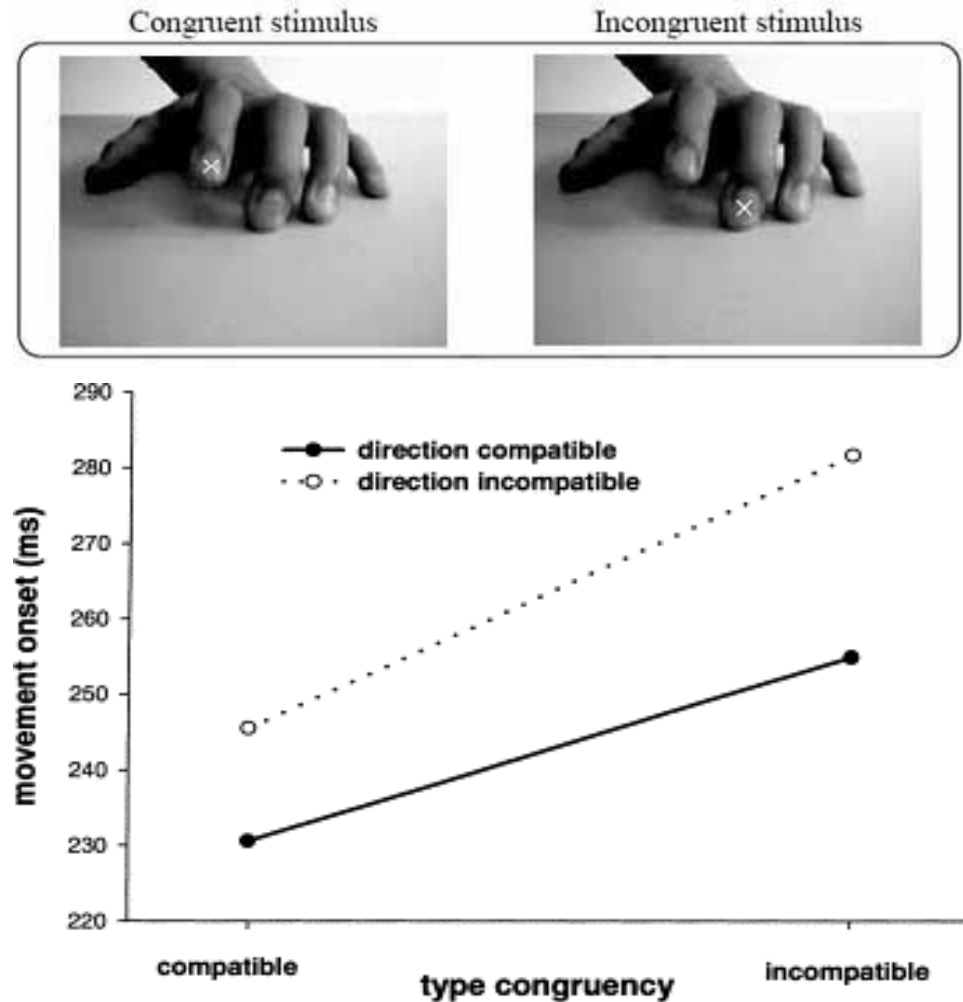 Congruent stimulus
Incongruent stimulus
290
280
270
260
250
240
230
220
movement onset (ms)
direction compatible
direction incompatible
compatible
type congruency
incompatible